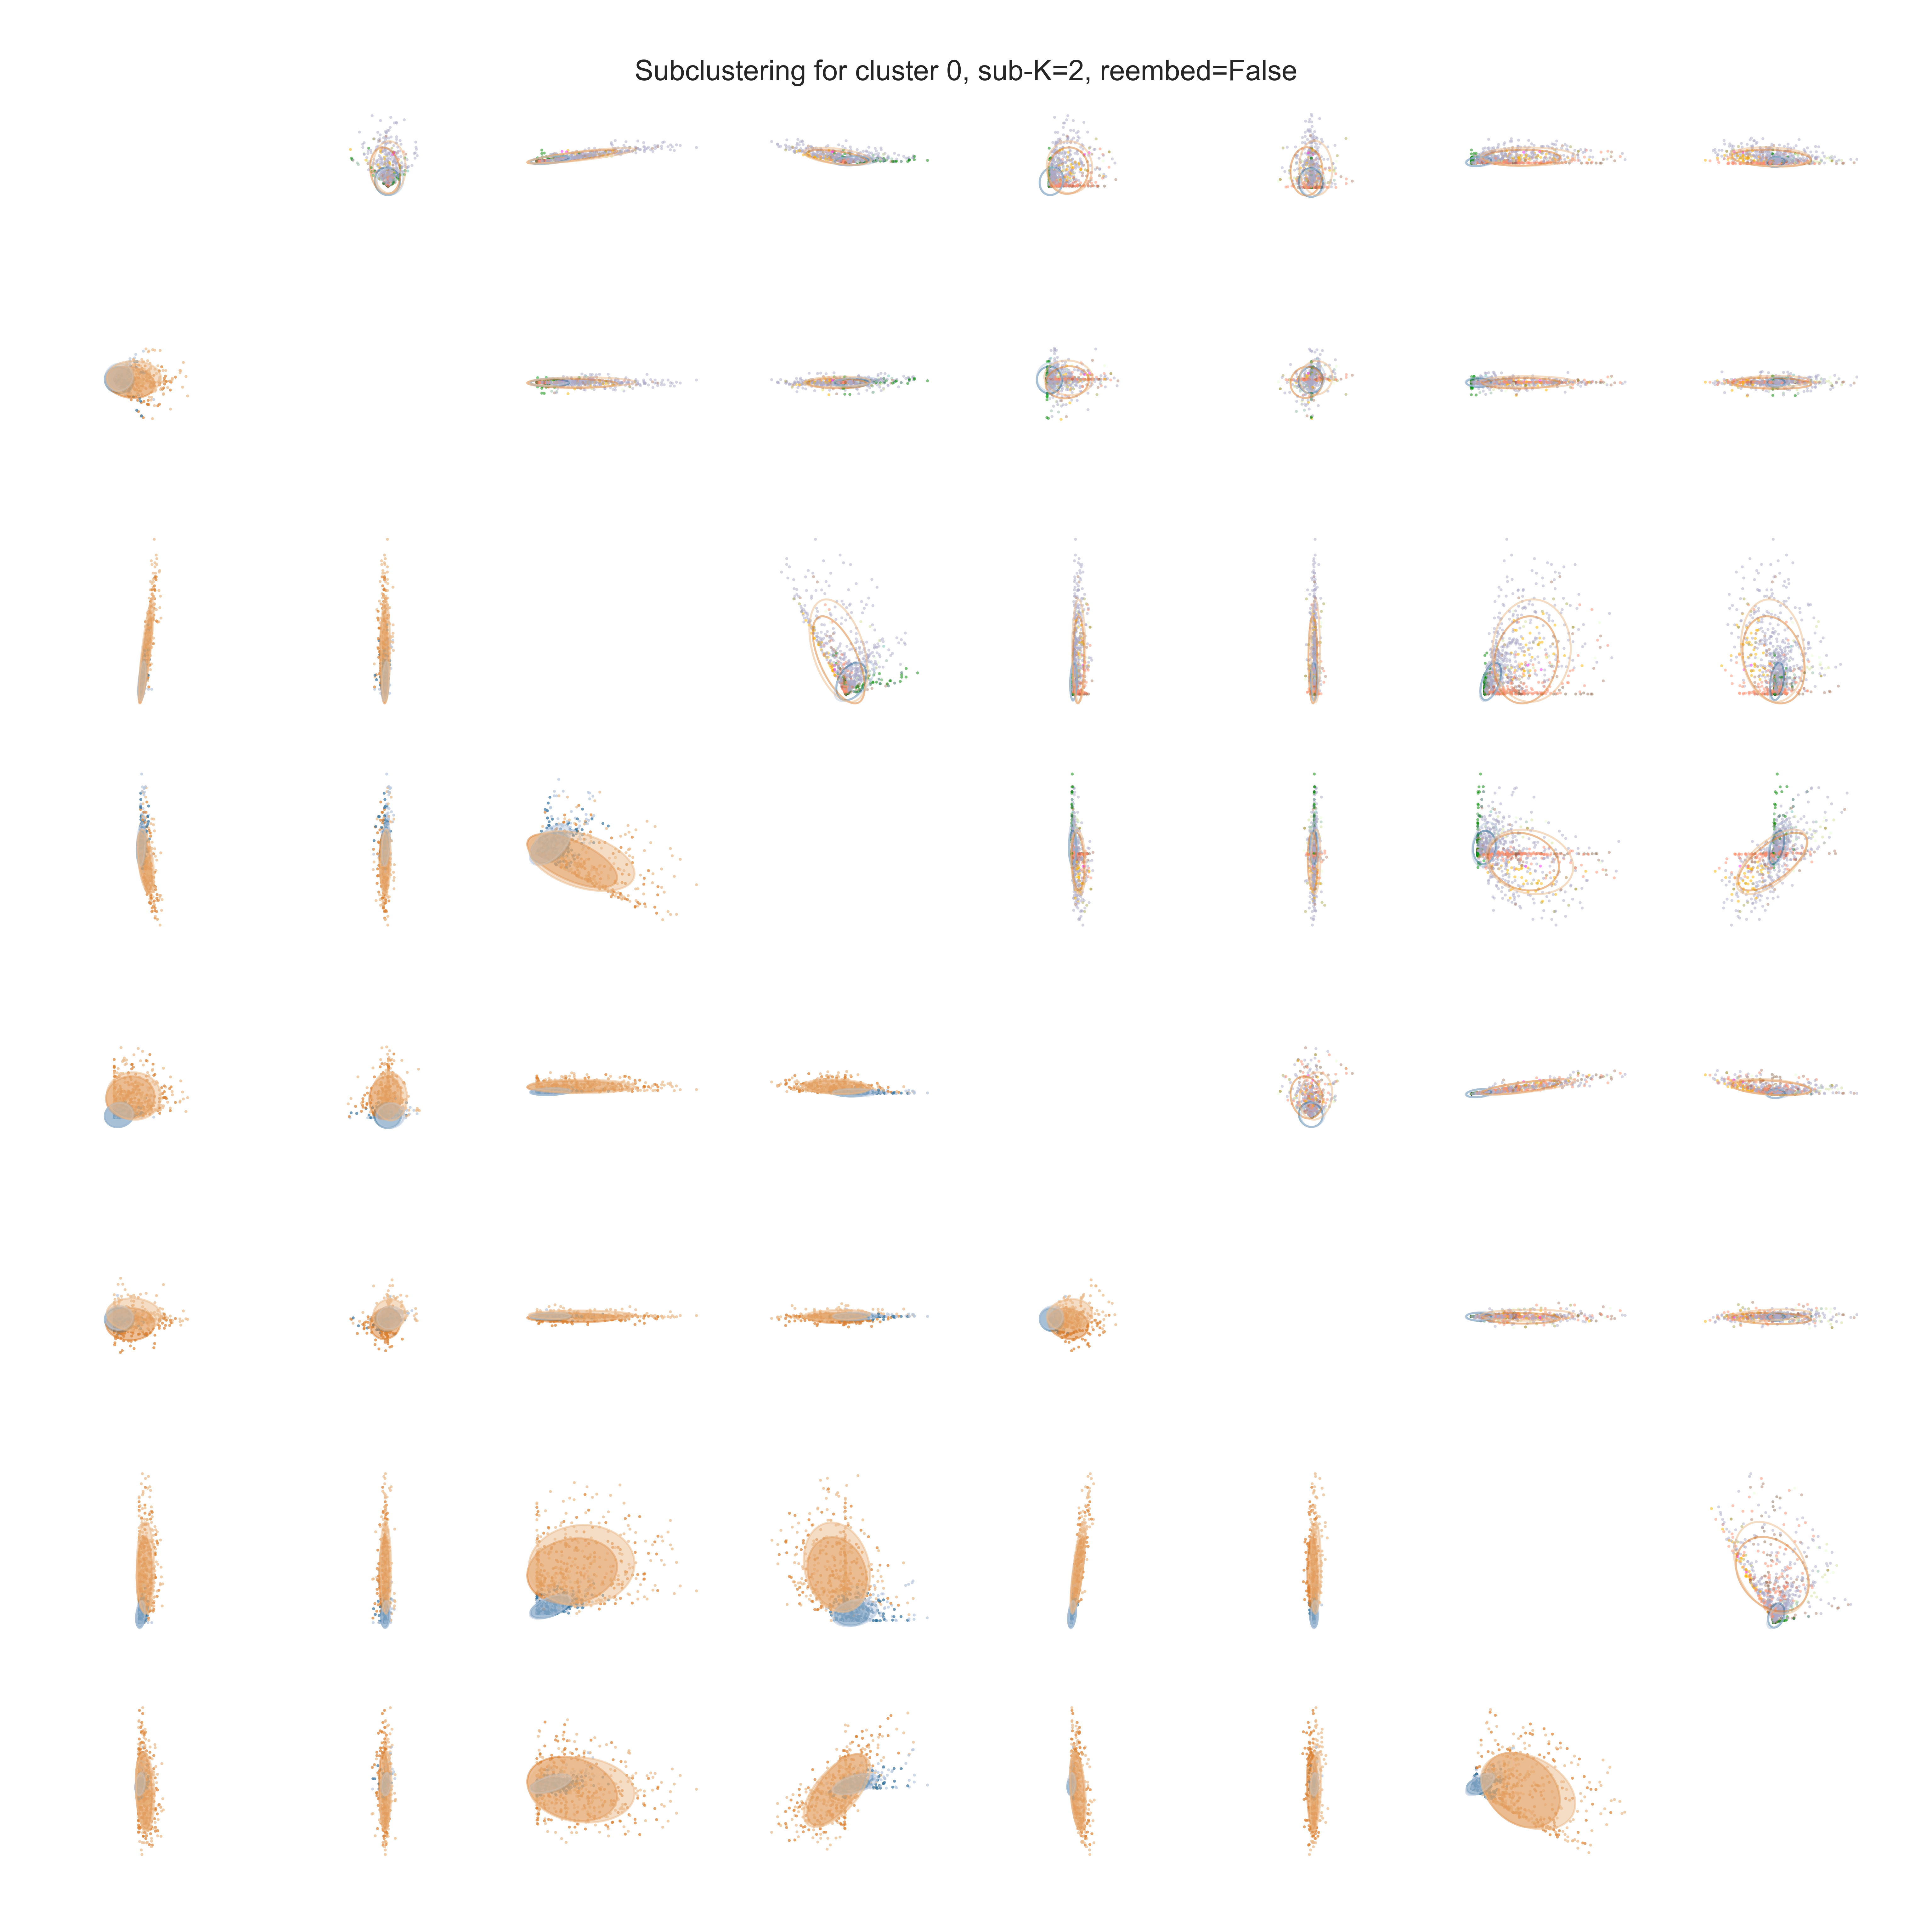 Subclustering for cluster 0, sub-K=2, reembed=False